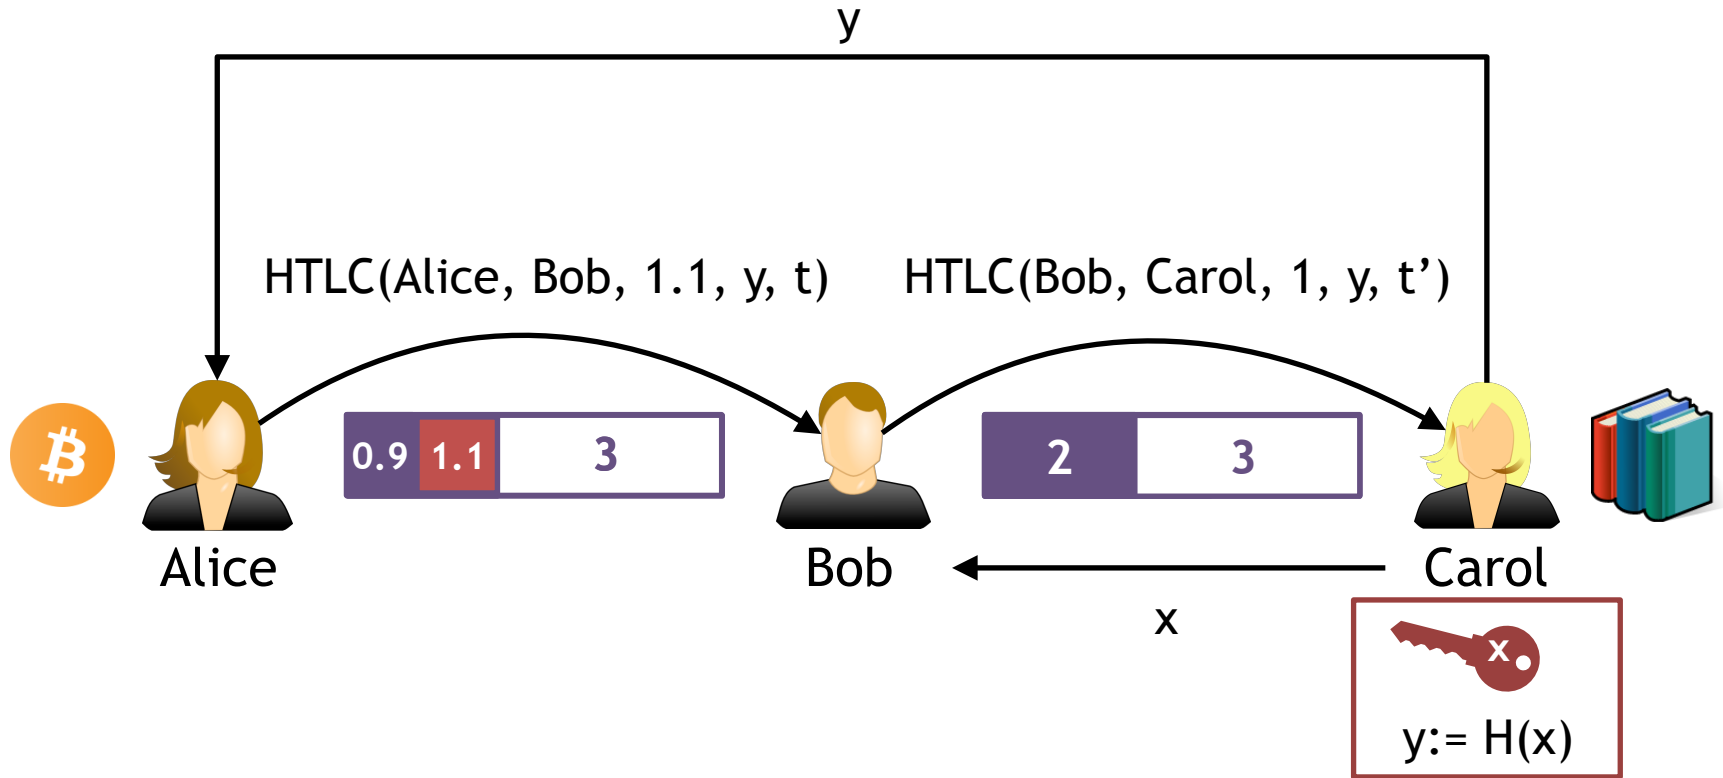 y
HTLC(Alice, Bob, 1.1, y, t)
HTLC(Bob, Carol, 1, y, t’)
0.9 1.1 3
2 3
Alice
Bob
Carol
x
x
y:= H(x)